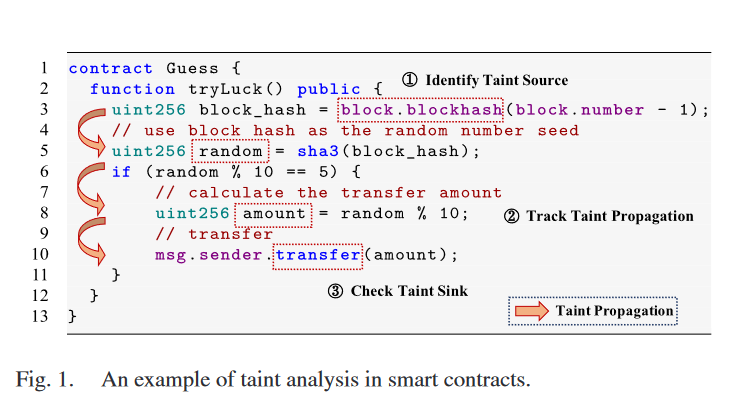 1 contract Guess {
2 function tryLuck() public { ① Identify Taint Source
3 uint256 block_hash = block.blockhash(block.number - 1);
4 // use block hash as the random number seed
5 uint256 random = sha3(block_hash);
6 if (random % 10 == 5) {
7 // calculate the transfer amount
8 uint256 amount = random % 10; ② Track Taint Propagation
9 // transfer
10 msg.sender.transfer(amount);
11 }
12 } ③ Check Taint Sink
13 }
Taint Propagation
Fig. 1. An example of taint analysis in smart contracts.